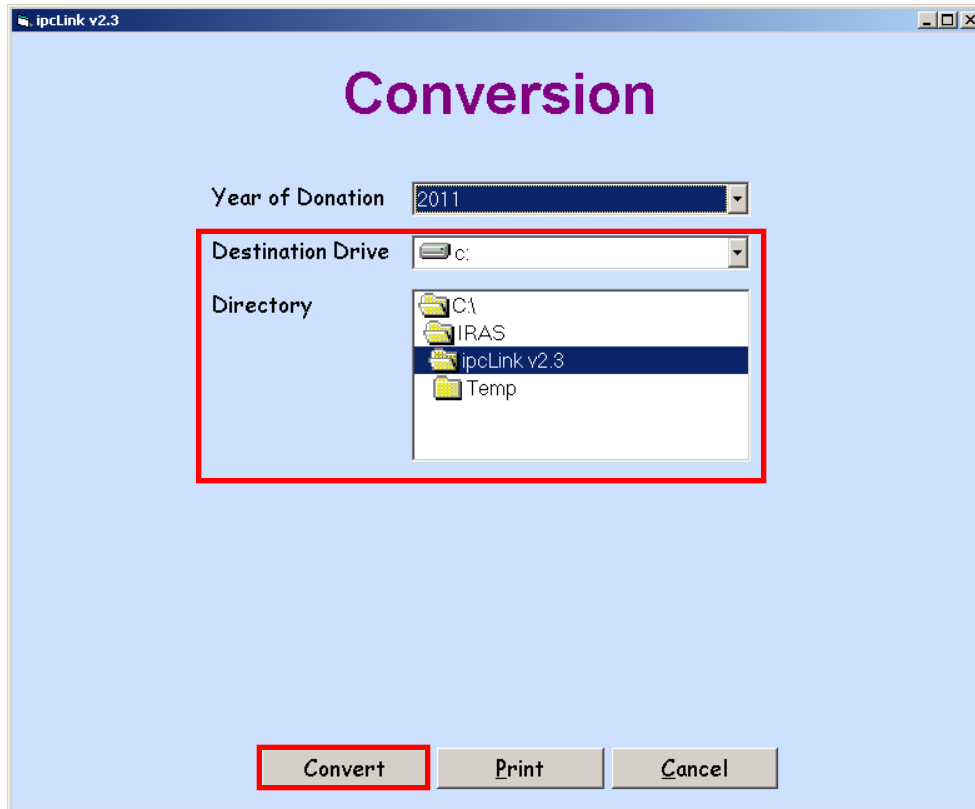 ipcLink v2.3
Conversion
Year of Donation 2011
Destination Drive c:
Directory C:\
IRAS
ipcLink v2.3
Temp
Convert Print Cancel